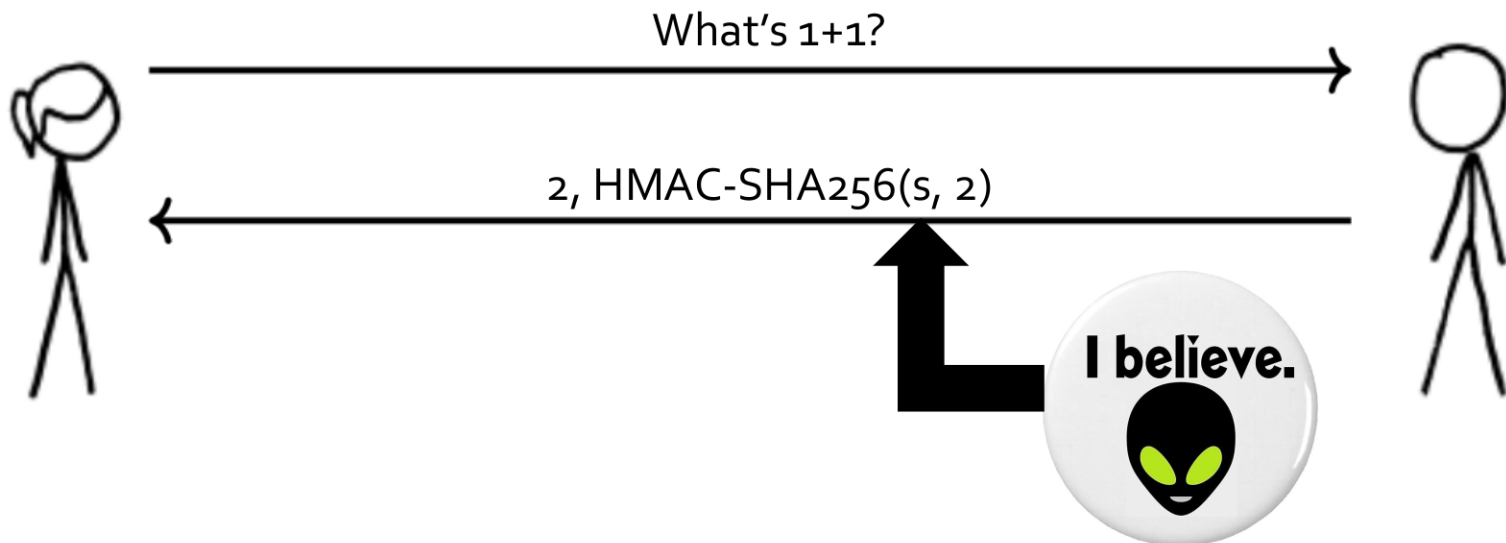 What's 1+1?
2, HMAC-SHA256(s, 2)
I believe.